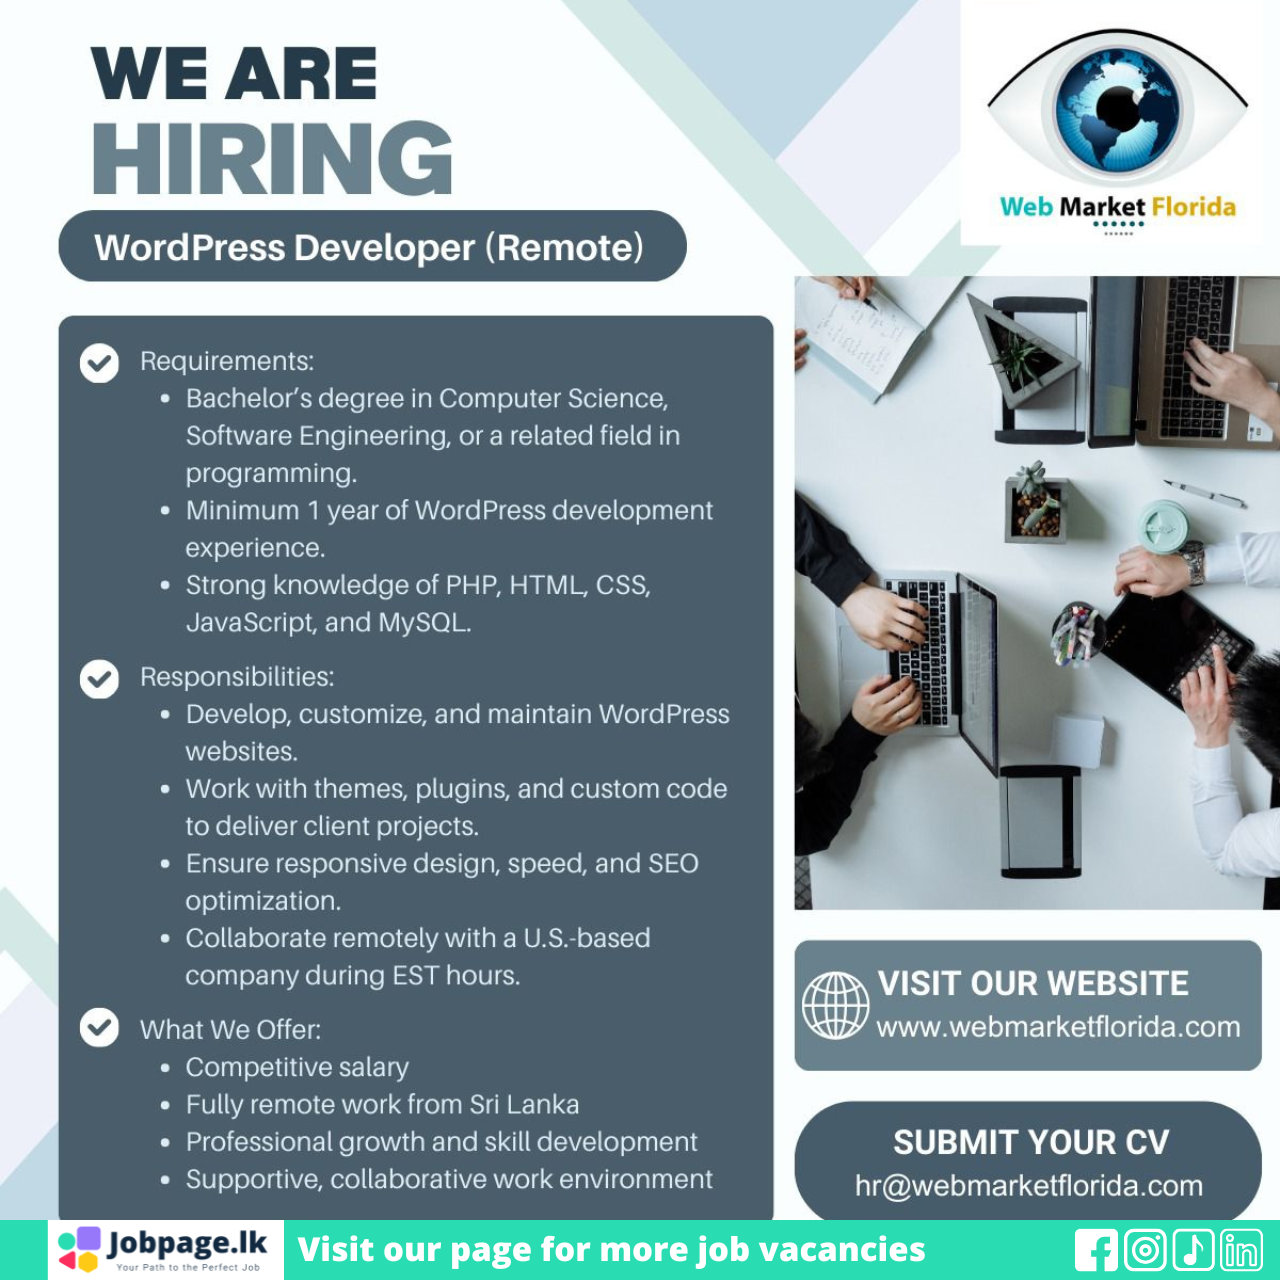 WE ARE
HIRING
WordPress Developer (Remote)
Web Market Florida
Requirements:
• Bachelor’s degree in Computer Science,
Software Engineering, or a related field in
programming.
• Minimum 1 year of WordPress development
experience.
• Strong knowledge of PHP, HTML, CSS,
JavaScript, and MySQL.
Responsibilities:
• Develop, customize, and maintain WordPress
websites.
• Work with themes, plugins, and custom code
to deliver client projects.
• Ensure responsive design, speed, and SEO
optimization.
• Collaborate remotely with a U.S.-based
company during EST hours.
What We Offer:
• Competitive salary
• Fully remote work from Sri Lanka
• Professional growth and skill development
• Supportive, collaborative work environment
VISIT OUR WEBSITE
www.webmarketflorida.com
SUBMIT YOUR CV
hr@webmarketflorida.com
Jobpage.lk
Your Path to the Perfect Job
Visit our page for more job vacancies